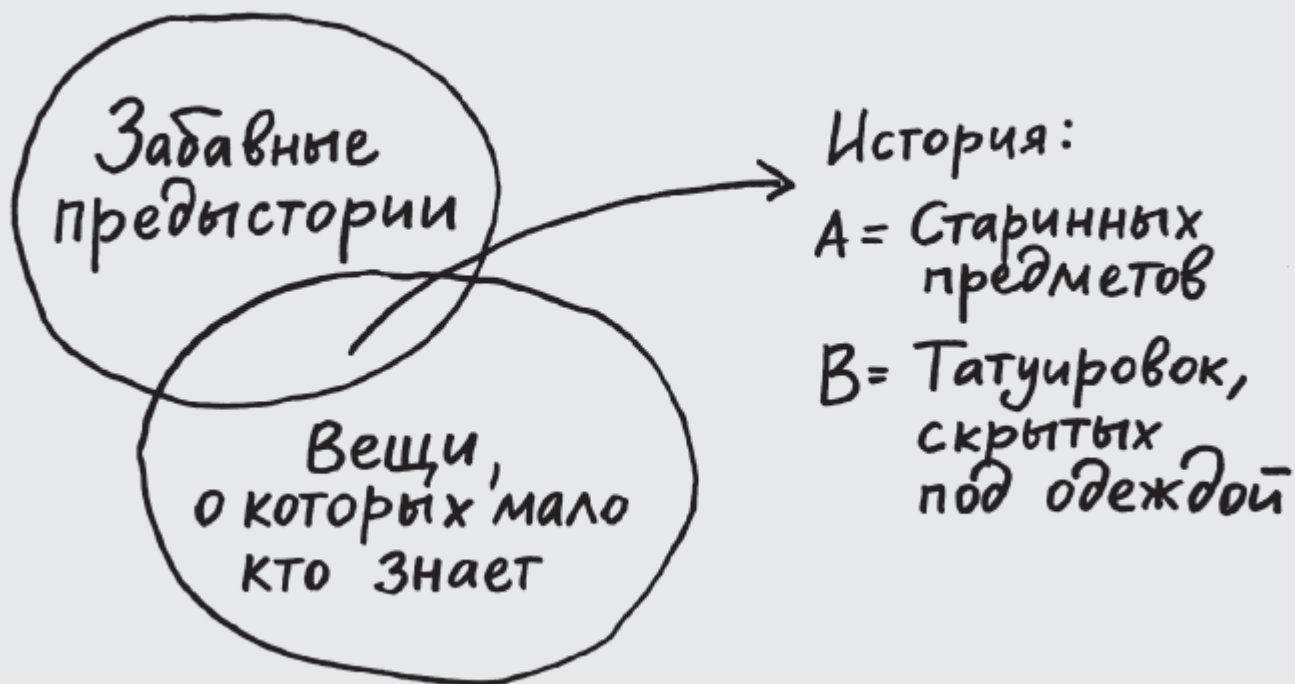 Забавные
предыстории
Вещи,
о которых мало
кто знает
История:
А = Старинных
предметов
В = Татуировок,
скрытых
под одеждой